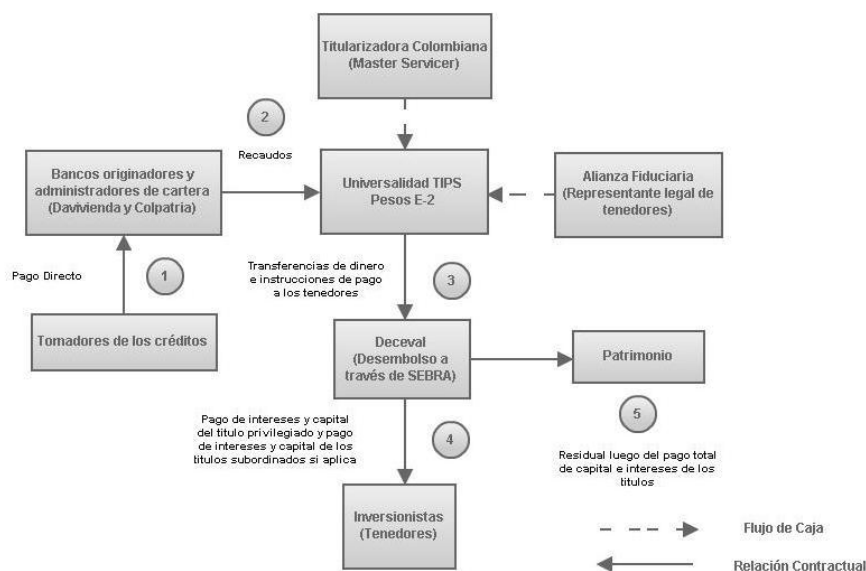 Titularizadora Colombiana
(Master Servicer)
2
Recaudos
Bancos originadores y
administradores de cartera
(Davivienda y Colpatria)
Universalidad TIPS
Pesos E-2
Alianza Fiduciaria
(Representante legal de
tenedores)
Pago Directo
1
Transferencias de dinero
e instrucciones de pago
a los tenedores
3
Tomadores de los créditos
Deceval
(Desembolso a
través de SEBRA)
Patrimonio
Pago de intereses y capital
del titulo privilegiado y pago
de intereses y capital de los
titulos subordinados si aplica
4
5
Residual luego del pago total
de capital e intereses de los
titulos
Inversionistas
(Tenedores)
Flujo de Caja
Relación Contractual